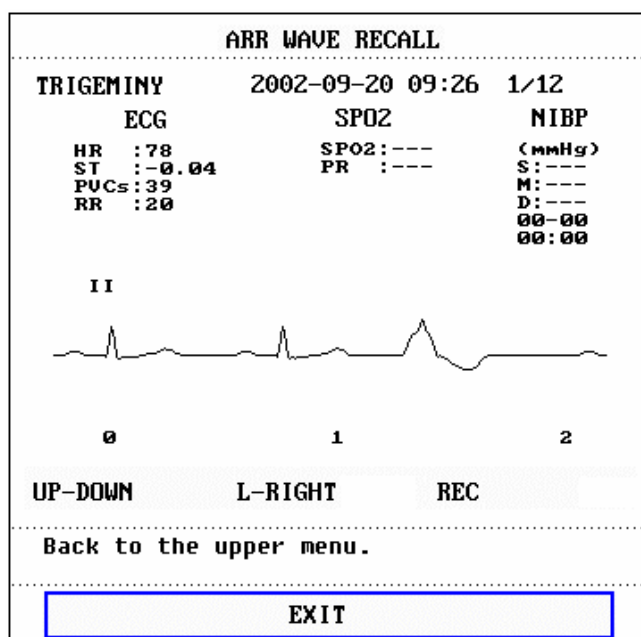 ARR WAVE RECALL
TRIGEMINY 2002-09-20 09:26 1/12
ECG SPO2 NIBP
HR :78 SPO2:--- (mmHg)
ST :-0.04 PR :--- S:---
PVCs:39 M:---
RR :20 D:---
00-00
00:00
II
0 1 2
UP-DOWN L-RIGHT REC
Back to the upper menu.
EXIT